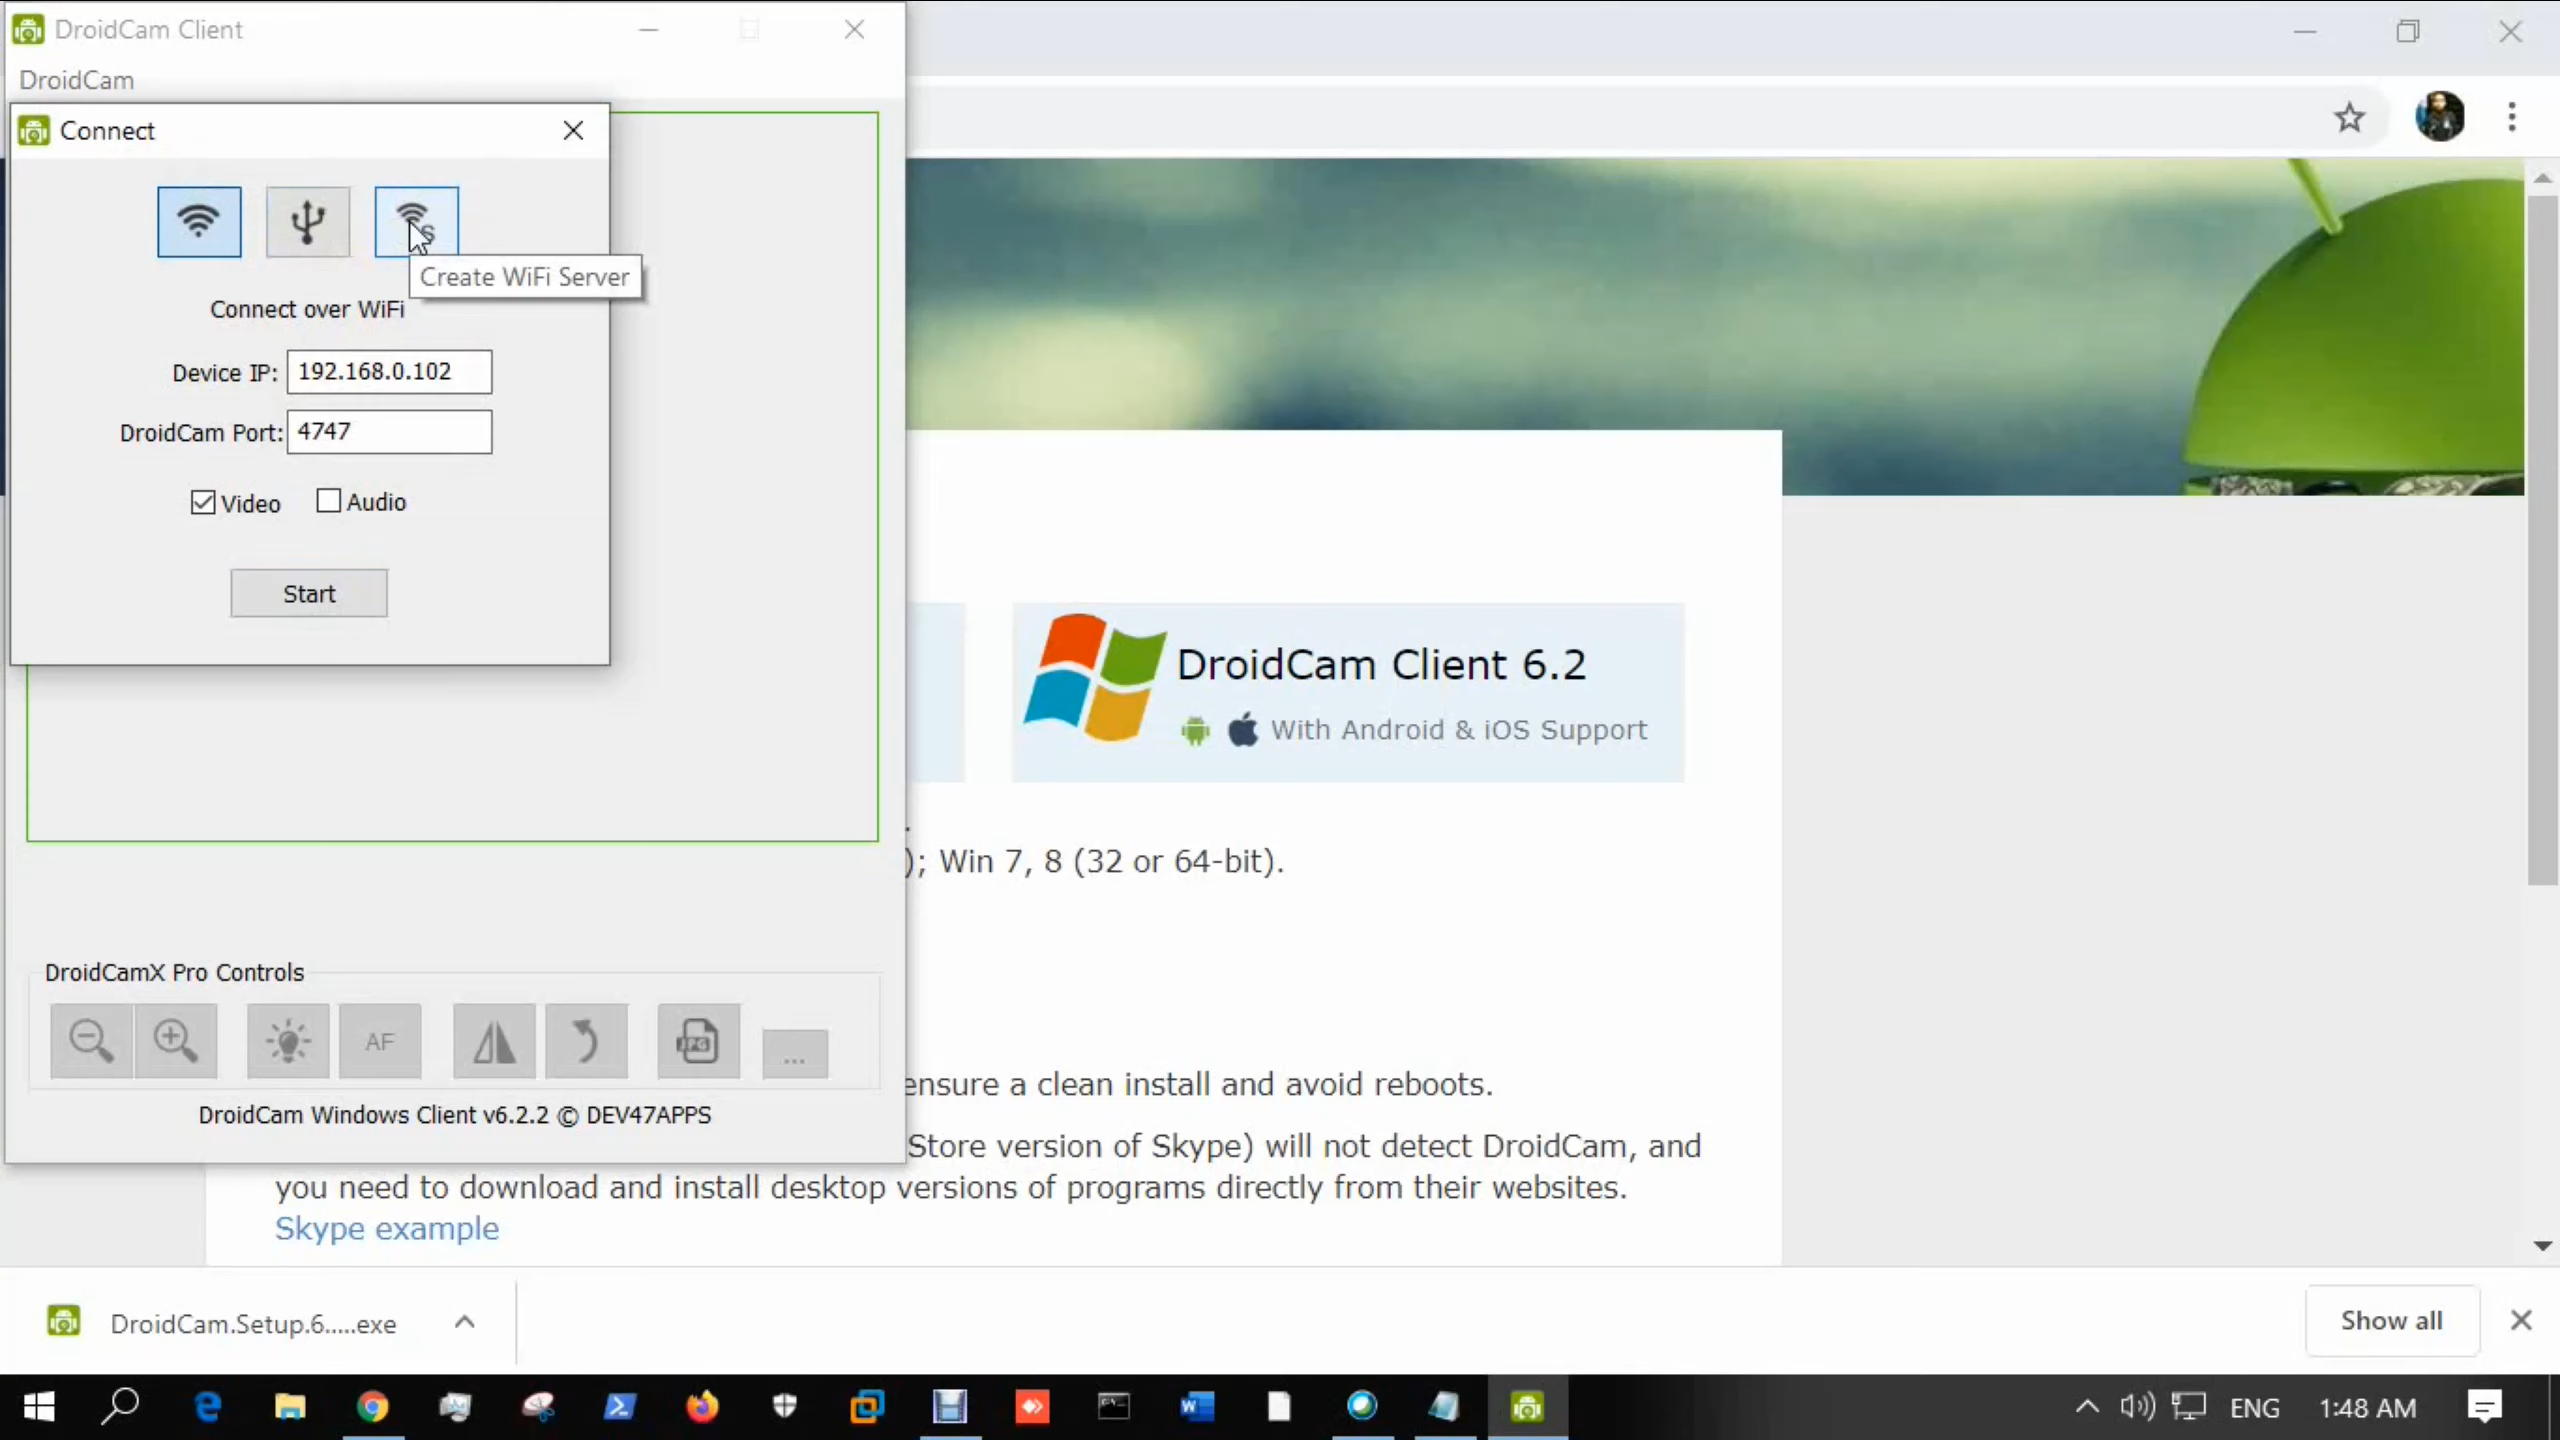 DroidCam Client
DroidCam
Connect
S
Create WiFi Server
Connect over WiFi
Device IP: 192.168.0.102
DroidCam Port: 4747
Video Audio
Start
DroidCam Client 6.2
With Android & iOS Support
.
); Win 7, 8 (32 or 64-bit).
DroidCamX Pro Controls
AF
JPG
...
ensure a clean install and avoid reboots.
DroidCam Windows Client v6.2.2 © DEV47APPS
Store version of Skype) will not detect DroidCam, and
you need to download and install desktop versions of programs directly from their websites.
Skype example
DroidCam.Setup.6.....exe
Show all
ENG
1:48 AM